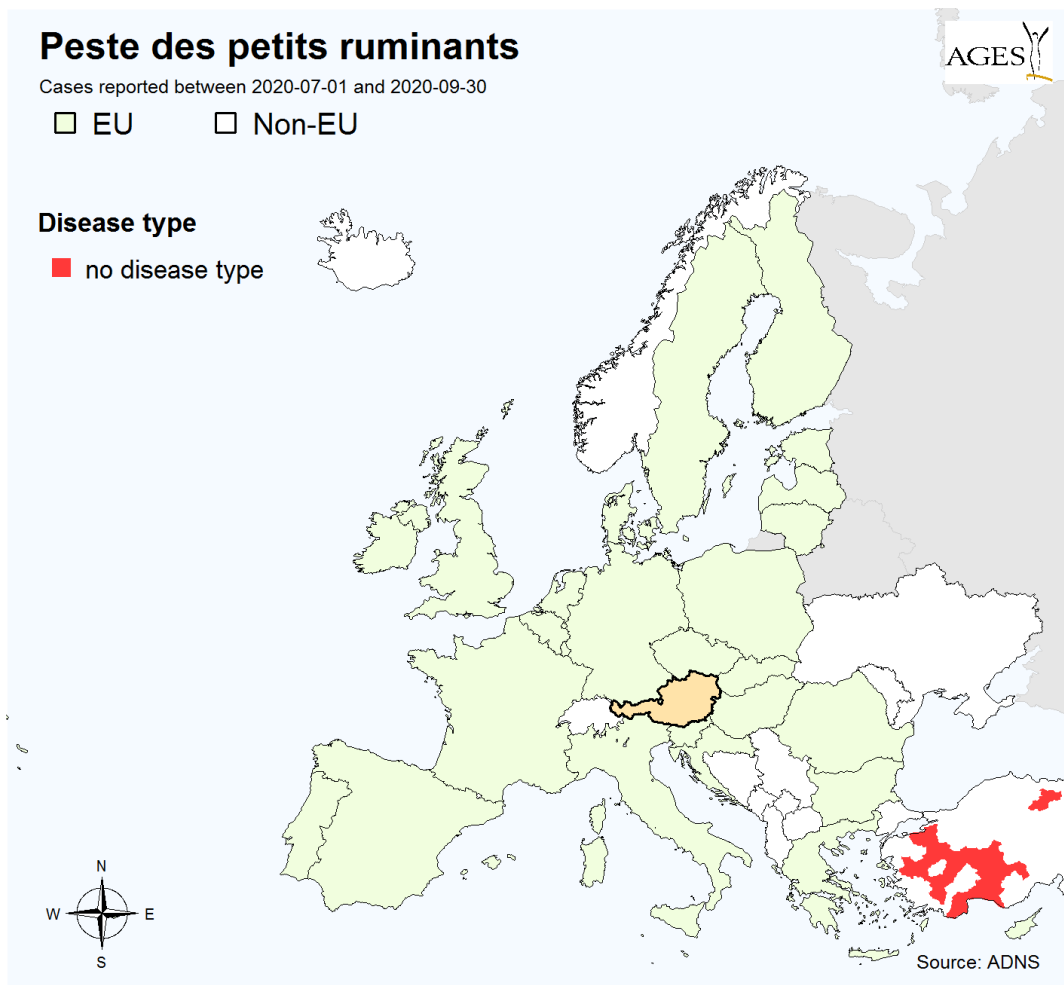 Peste des petits ruminants
Cases reported between 2020-07-01 and 2020-09-30
EU
Non-EU
AGES
Disease type
no disease type
N
W
E
S
Source: ADNS